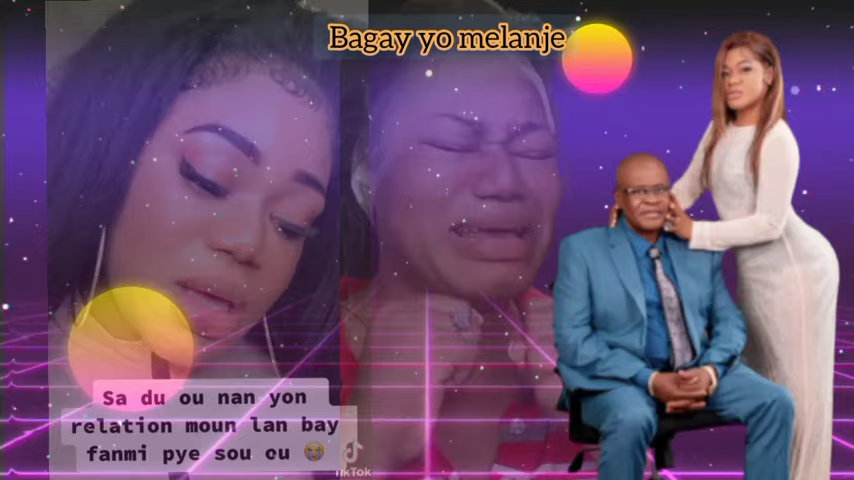 Bagay yo melanje
Sa du ou nan yon
relation moun lan bay
fanmi pye sou ou 😭
TikTok